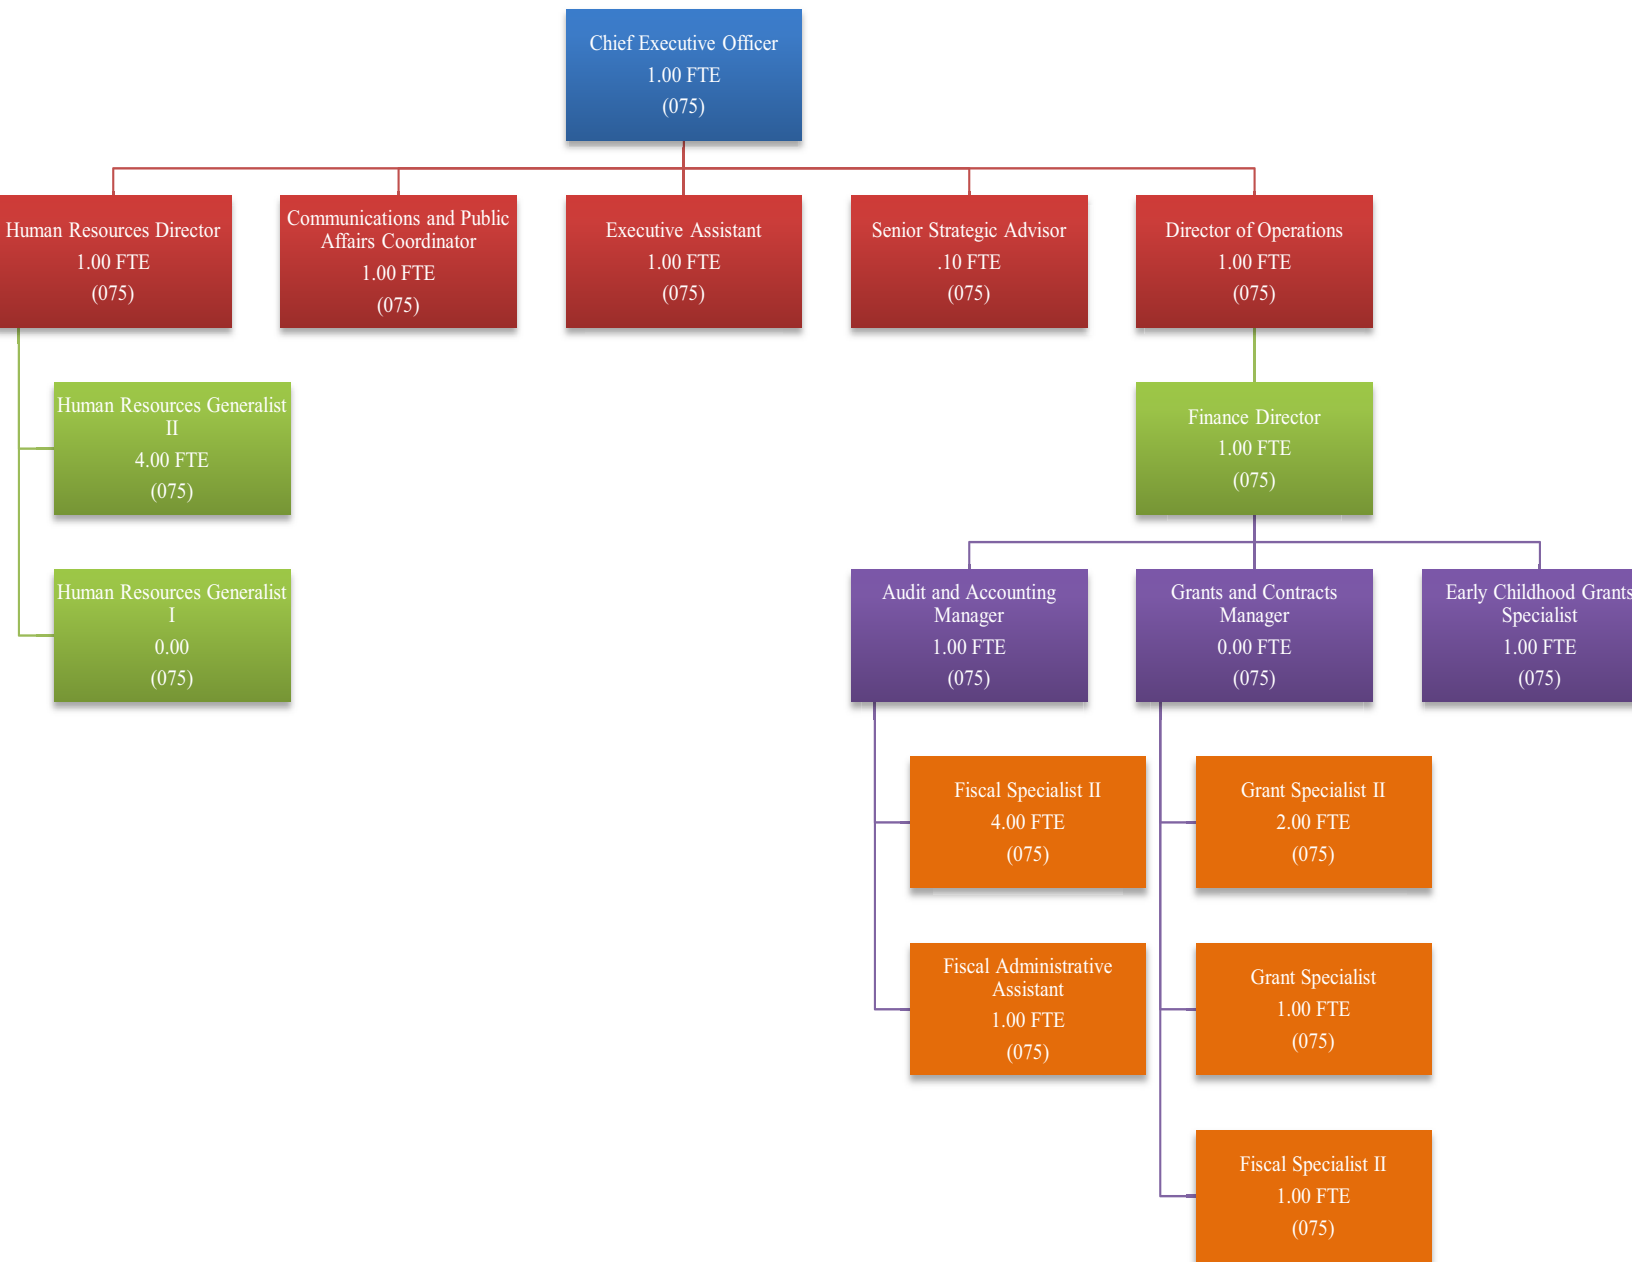 Chief Executive Officer
1.00 FTE
(075)
Human Resources Director
1.00 FTE
(075)
Communications and Public
Affairs Coordinator
1.00 FTE
(075)
Executive Assistant
1.00 FTE
(075)
Senior Strategic Advisor
.10 FTE
(075)
Director of Operations
1.00 FTE
(075)
Human Resources Generalist
II
4.00 FTE
(075)
Finance Director
1.00 FTE
(075)
Human Resources Generalist
I
0.00
(075)
Audit and Accounting
Manager
1.00 FTE
(075)
Grants and Contracts
Manager
0.00 FTE
(075)
Early Childhood Grants
Specialist
1.00 FTE
(075)
Fiscal Specialist II
4.00 FTE
(075)
Grant Specialist II
2.00 FTE
(075)
Fiscal Administrative
Assistant
1.00 FTE
(075)
Grant Specialist
1.00 FTE
(075)
Fiscal Specialist II
1.00 FTE
(075)